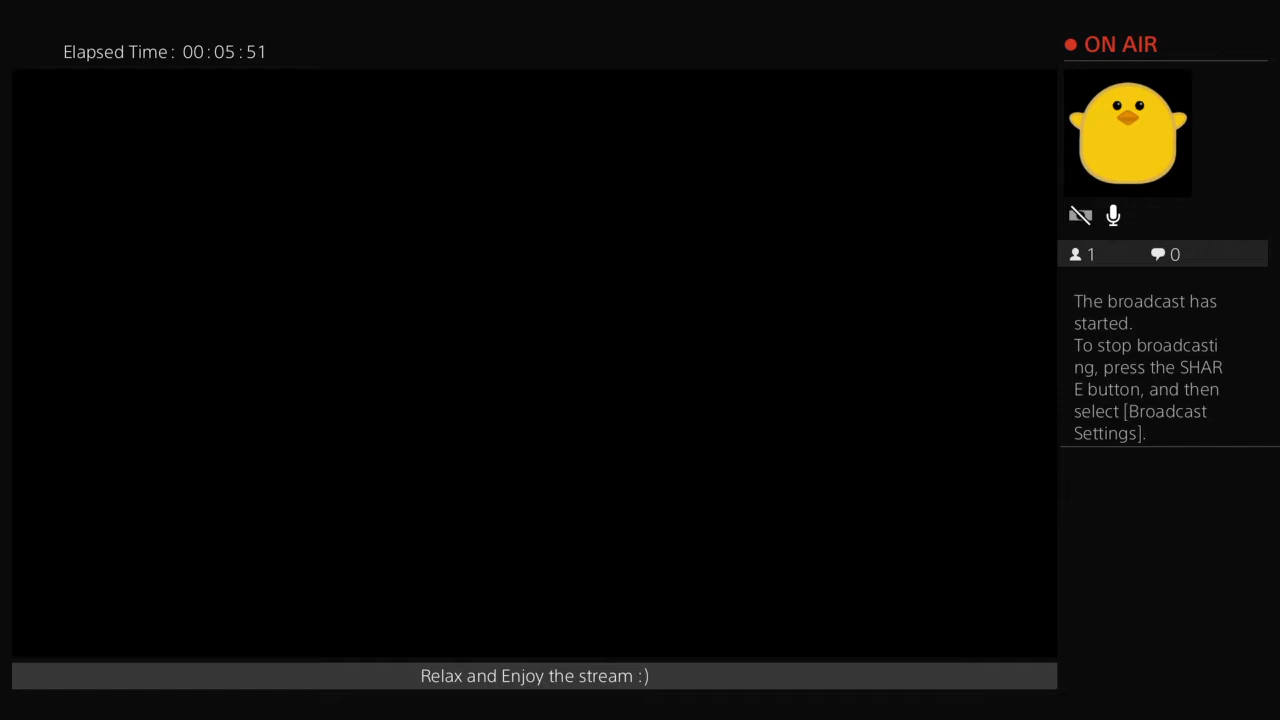 Elapsed Time: 00:05:51
ON AIR
1 0
The broadcast has
started.
To stop broadcasti
ng, press the SHAR
E button, and then
select [Broadcast
Settings].
Relax and Enjoy the stream :)